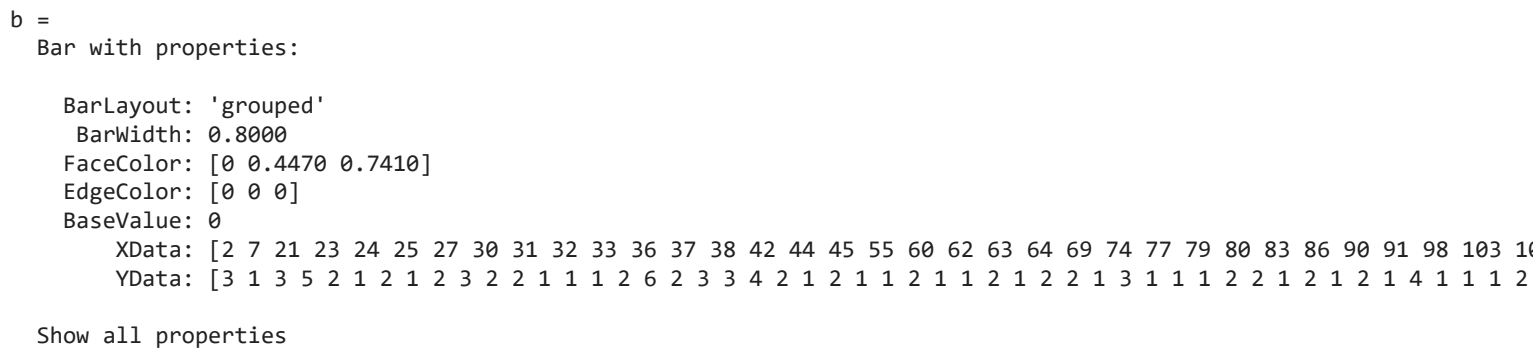 b =
Bar with properties:
BarLayout: 'grouped'
BarWidth: 0.8000
FaceColor: [0 0.4470 0.7410]
EdgeColor: [0 0 0]
BaseValue: 0
XData: [2 7 21 23 24 25 27 30 31 32 33 36 37 38 42 44 45 55 60 62 63 64 69 74 77 79 80 83 86 90 91 98 103
YData: [3 1 3 5 2 1 2 1 2 3 2 2 1 1 1 2 6 2 3 3 4 2 1 2 1 1 2 1 1 2 1 2 2 1 3 1 1 1 2 2 1 2 1 2 1 4 1 1 1 2
Show all properties